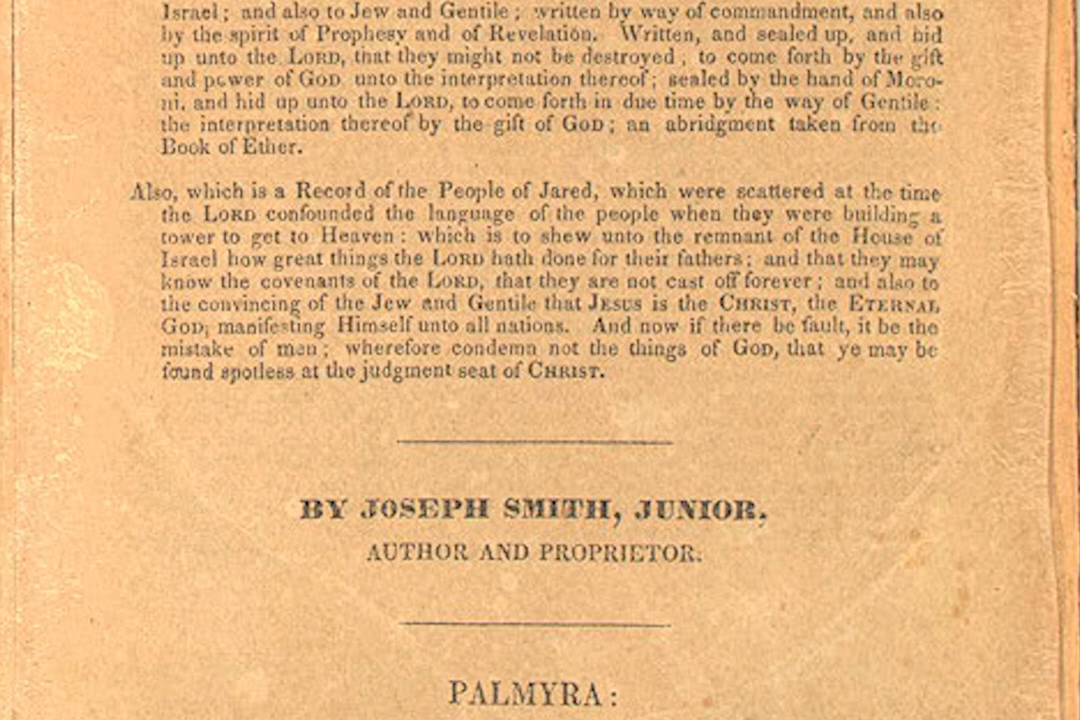 Israel; and also to Jew and Gentile; written by way of commandment, and also
by the spirit of Prophesy and of Revelation. Written, and sealed up, and hid
up unto the LORD, that they might not be destroyed; to come forth by the gift
and power of GOD unto the interpretation thereof; sealed by the hand of Moro-
ni, and hid up unto the LORD, to come forth in due time by the way of Gentile;
the interpretation thereof by the gift of GOD; an abridgment taken from the
Book of Ether.
Also, which is a Record of the People of Jared, which were scattered at the time
the LORD confounded the language of the people when they were building a
tower to get to Heaven: which is to shew unto the remnant of the House of
Israel how great things the LORD hath done for their fathers; and that they may
know the covenants of the LORD, that they are not cast off forever; and also to
the convincing of the Jew and Gentile that JESUS is the CHRIST, the ETERNAL
GOD, manifesting Himself unto all nations. And now if there be fault, it be the
mistake of men; wherefore condemn not the things of GOD, that ye may be
found spotless at the judgment seat of CHRIST.
BY JOSEPH SMITH, JUNIOR,
AUTHOR AND PROPRIETOR.
PALMYRA: